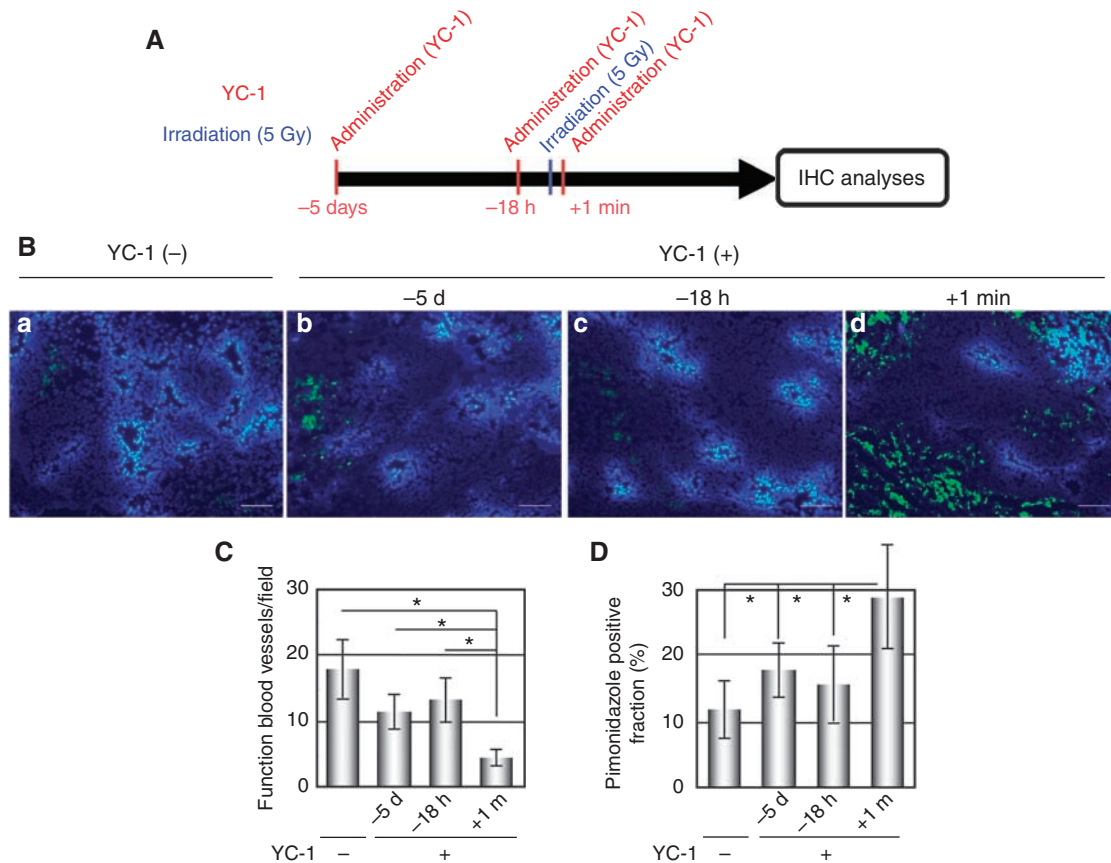 A
YC-1
Irradiation (5 Gy)
Administration (YC-1)
Administration (YC-1)
Irradiation (5 Gy)
Administration (YC-1)
–5 days
–18 h
+1 min
IHC analyses
B
YC-1 (–)
YC-1 (+)
–5 d
–18 h
+1 min
a
b
c
d
C
Function blood vessels/field
30
20
10
0
*
*
*
–5 d
–18 h
+1 m
YC-1 – +
D
Pimonidazole positive
fraction (%)
30
20
10
0
* * *
–5 d
–18 h
+1 m
YC-1 – +